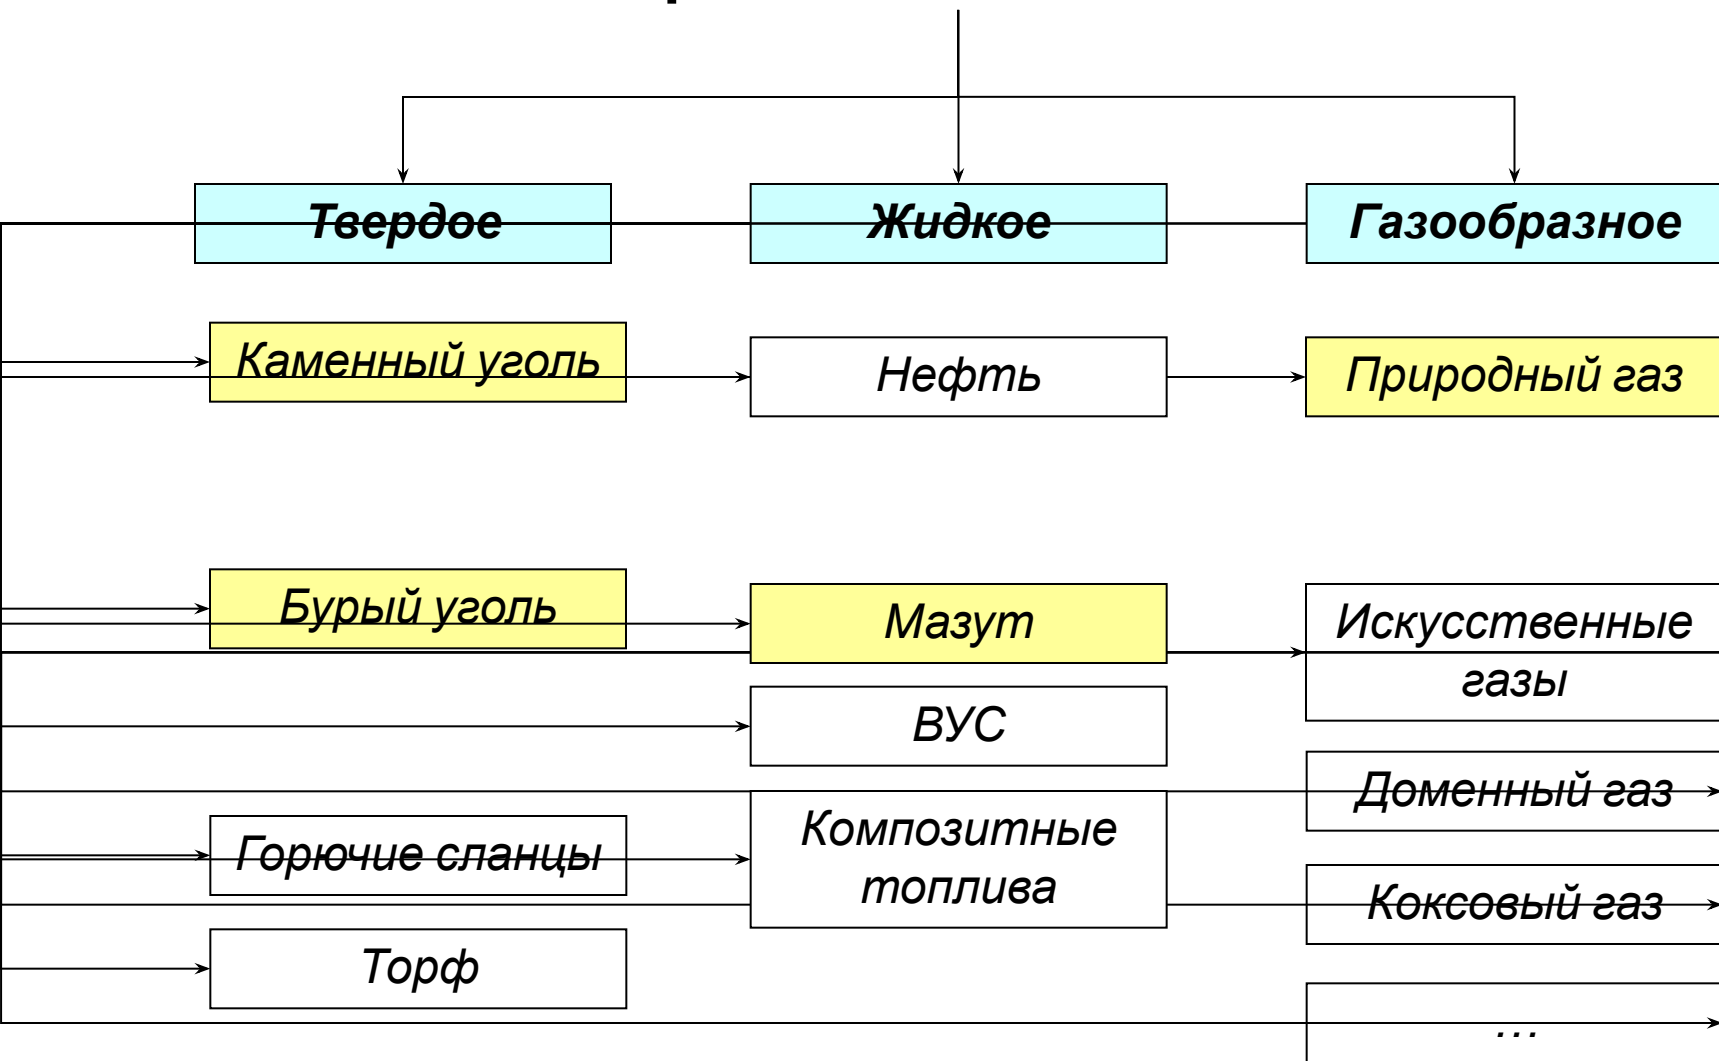 Твердое
Жидкое
Газообразное
Каменный уголь
Нефть
Природный газ
Бурый уголь
Мазут
Искусственные
газы
ВУС
Доменный газ
Горючие сланцы
Композитные
топлива
Коксовый газ
Торф
...